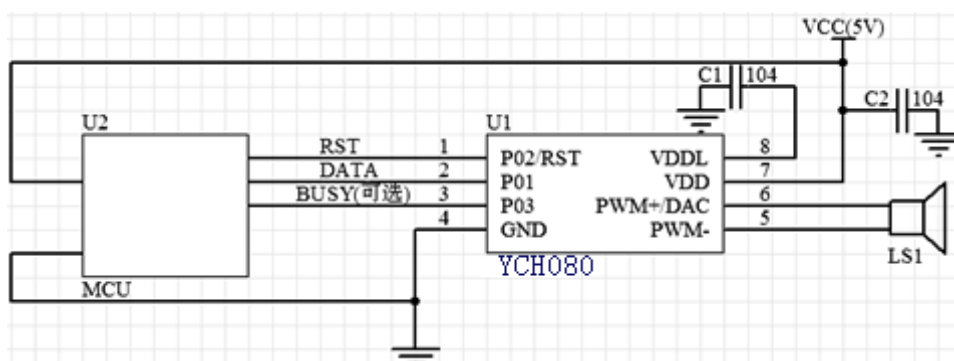 VCC(5V)
C1 104
C2 104
U2
U1
RST 1 P02/RST VDDL 8
DATA 2 P01 VDD 7
BUSY(可选) 3 P03 PWM+/DAC 6
4 GND PWM- 5
LS1
YCH080
MCU